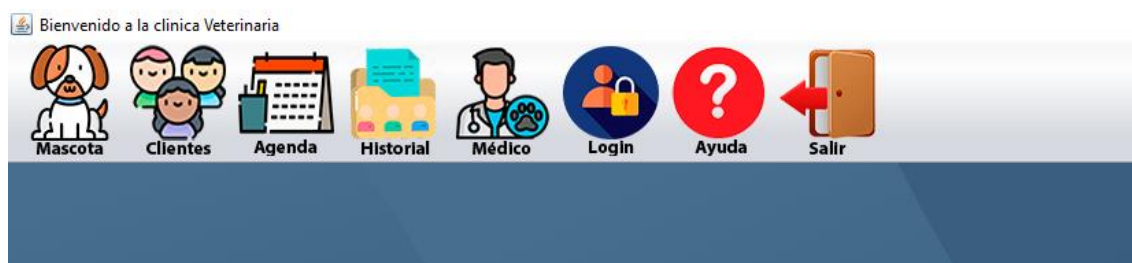 Bienvenido a la clinica Veterinaria
Mascota Clientes Agenda Historial Médico Login Ayuda Salir